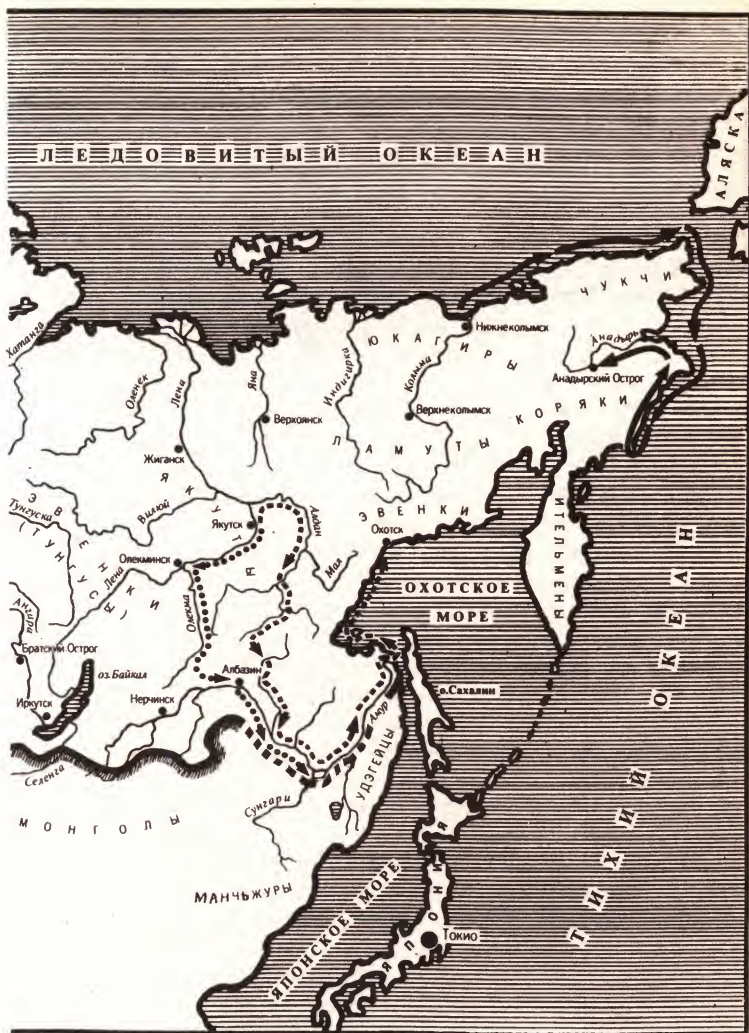 ЛЕДОВИТЫЙ ОКЕАН
АЛЯСКА
ЧУКЧИ
Хатанга
Оленек
Лена
Яна
Индигирка
ЮКАГИРЫ
Колыма
Нижнеколымск
Анадырь
Анадырский Острог
Верхоянск
Верхнеколымск
КОРЯКИ
ЛАМУТЫ
Жиганск
ЯКУТЫ
Вилюй
ЭВЕНКИ
(ТУНГУСЫ)
Тунгуска
Якутск
Алдан
ЭВЕНКИ
Охотск
ИТЕЛЬМЕНЫ
Мая
Олекминск
Лена
Олекма
ОХОТСКОЕ
МОРЕ
Ангара
Братский Острог
оз.Байкал
Албазин
Нерчинск
Иркутск
Амур
о.Сахалин
УДЭГЕЙЦЫ
Селенга
Сунгари
МОНГОЛЫ
МАНЧЬЖУРЫ
ЯПОНСКОЕ МОРЕ
ЯПОНИЯ
Токио
ТИХИЙ ОКЕАН